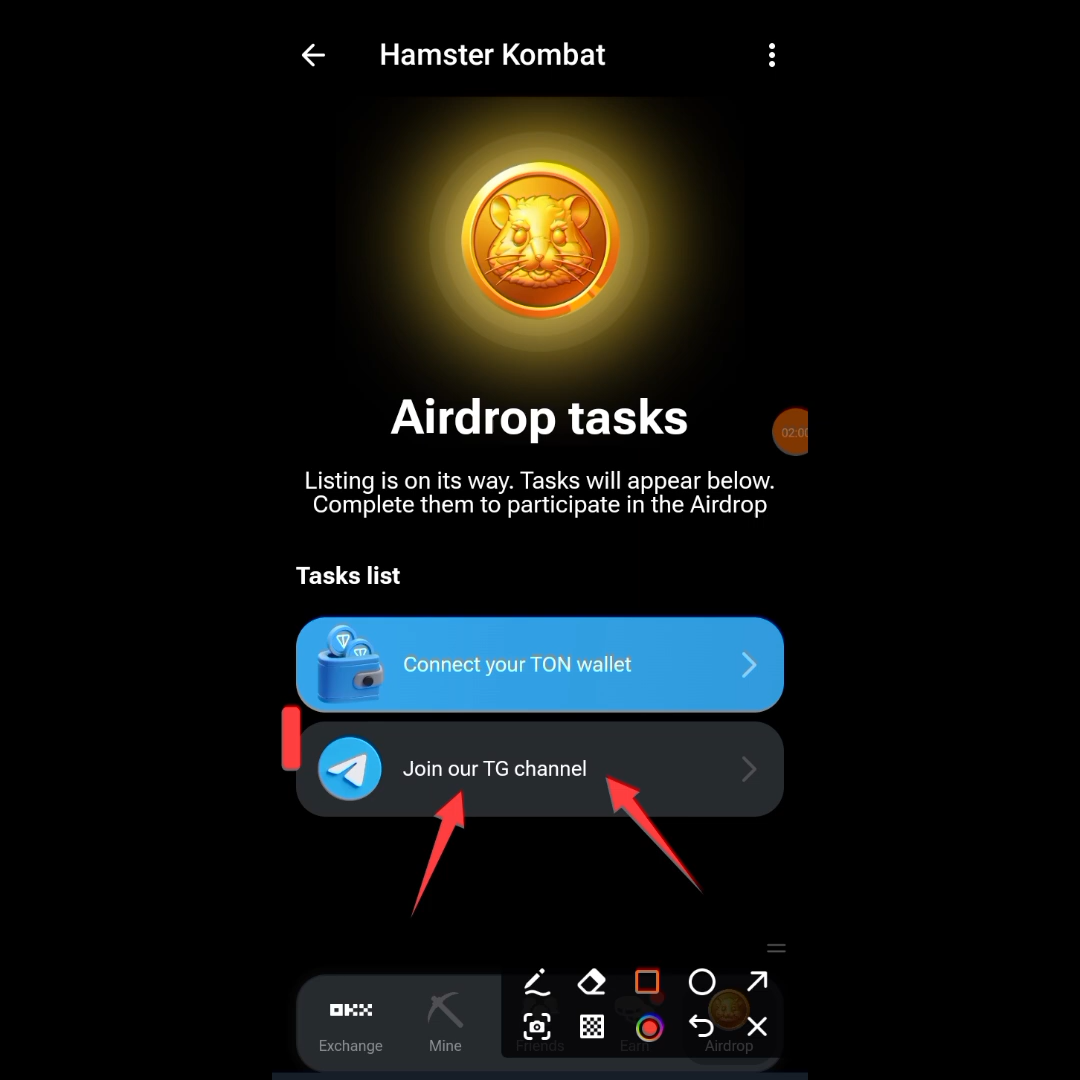 Hamster Kombat
Airdrop tasks
02:00
Listing is on its way. Tasks will appear below.
Complete them to participate in the Airdrop
Tasks list
Connect your TON wallet
Join our TG channel
OKX
Exchange
Mine
Friends
Earn
Airdrop